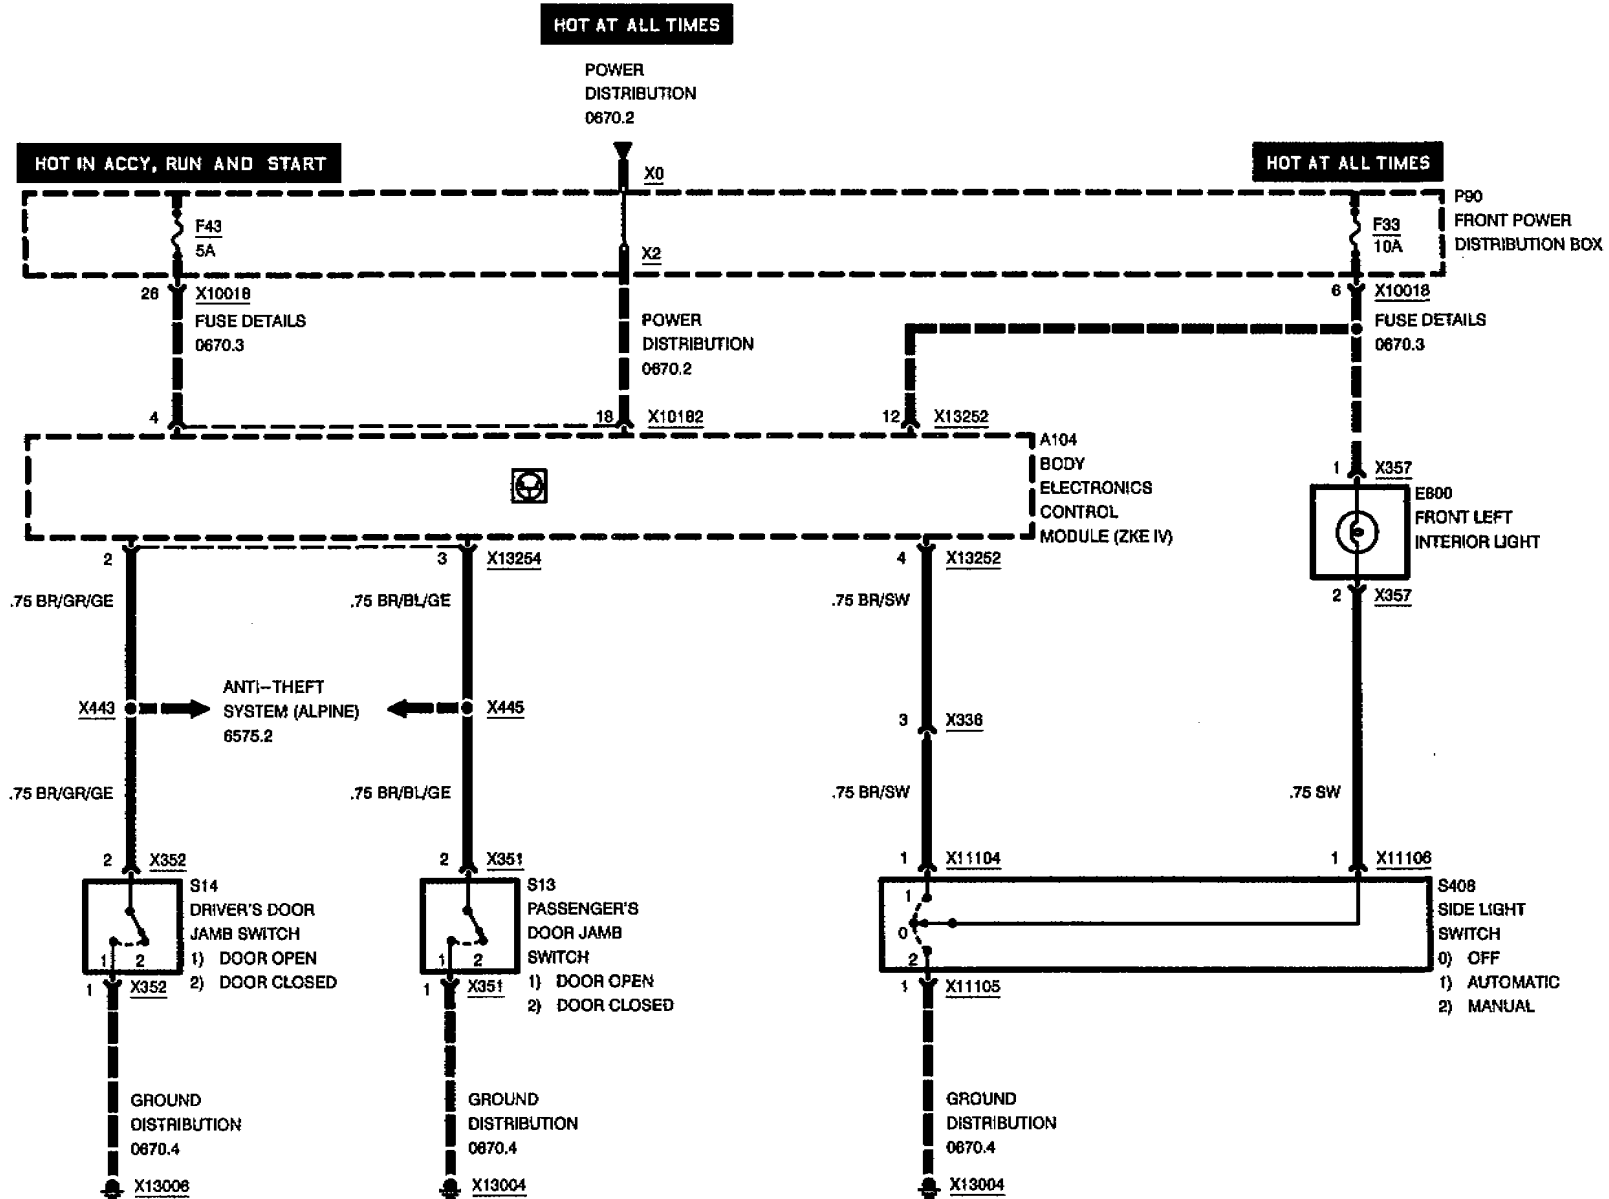 HOT AT ALL TIMES
POWER
DISTRIBUTION
0670.2
HOT IN ACCY, RUN AND START
HOT AT ALL TIMES
X0
P90
FRONT POWER
DISTRIBUTION BOX
F43
5A
X2
F33
10A
26 X10018
FUSE DETAILS
0670.3
POWER
DISTRIBUTION
0670.2
6 X10018
FUSE DETAILS
0670.3
4
18 X10182
12 X13252
A104
BODY
ELECTRONICS
CONTROL
MODULE (ZKE IV)
1 X357
E800
FRONT LEFT
INTERIOR LIGHT
2 X357
2
3 X13254
4 X13252
.75 BR/GR/GE
.75 BR/BL/GE
.75 BR/SW
X443
ANTI-THEFT
SYSTEM (ALPINE)
6575.2
X445
3 X336
.75 BR/GR/GE
.75 BR/BL/GE
.75 BR/SW
.75 SW
2 X352
2 X351
1 X11104
1 X11106
S14
DRIVER'S DOOR
JAMB SWITCH
1) DOOR OPEN
2) DOOR CLOSED
1 2
S13
PASSENGER'S
DOOR JAMB
SWITCH
1) DOOR OPEN
2) DOOR CLOSED
1 2
1
0
2
S408
SIDE LIGHT
SWITCH
0) OFF
1) AUTOMATIC
2) MANUAL
1 X352
1 X351
1 X11105
GROUND
DISTRIBUTION
0670.4
GROUND
DISTRIBUTION
0670.4
GROUND
DISTRIBUTION
0670.4
X13006
X13004
X13004